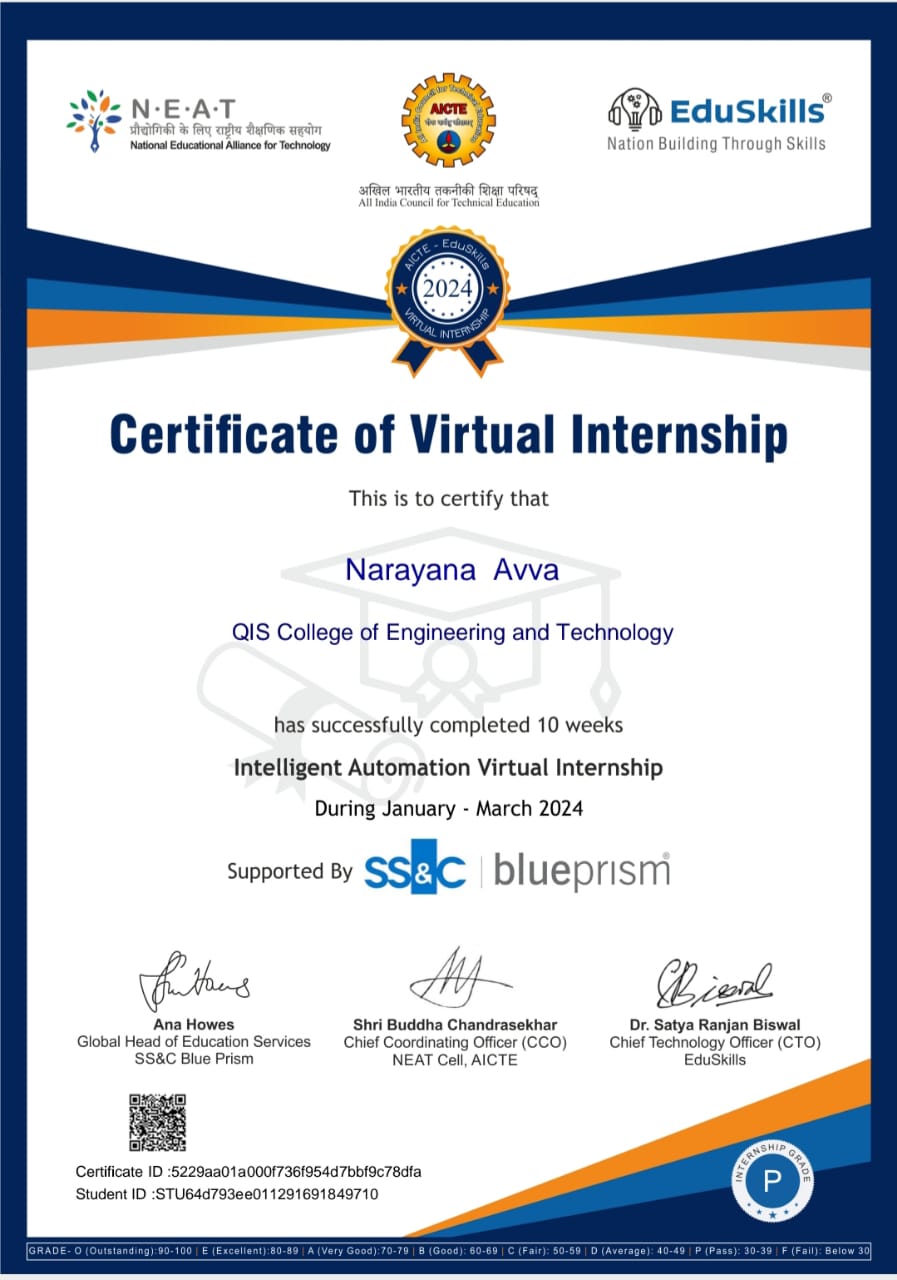 N·E·A·T
प्रौद्योगिकी के लिए राष्ट्रीय शैक्षणिक सहयोग
National Educational Alliance for Technology
All India Council for Technical Education
AICTE
अखिल भारतीय तकनीकी शिक्षा परिषद्
All India Council for Technical Education
EduSkills®
Nation Building Through Skills
AICTE - EduSkills
2024
VIRTUAL INTERNSHIP
Certificate of Virtual Internship
This is to certify that
Narayana Avva
QIS College of Engineering and Technology
has successfully completed 10 weeks
Intelligent Automation Virtual Internship
During January - March 2024
Supported By SS&C | blueprism®
Ana Howes
Global Head of Education Services
SS&C Blue Prism
Shri Buddha Chandrasekhar
Chief Coordinating Officer (CCO)
NEAT Cell, AICTE
Dr. Satya Ranjan Biswal
Chief Technology Officer (CTO)
EduSkills
Certificate ID :5229aa01a000f736f954d7bbf9c78dfa
Student ID :STU64d793ee011291691849710
INTERNSHIP GRADE
P
GRADE- O (Outstanding):90-100 | E (Excellent):80-89 | A (Very Good):70-79 | B (Good): 60-69 | C (Fair): 50-59 | D (Average): 40-49 | P (Pass): 30-39 | F (Fail): Below 30